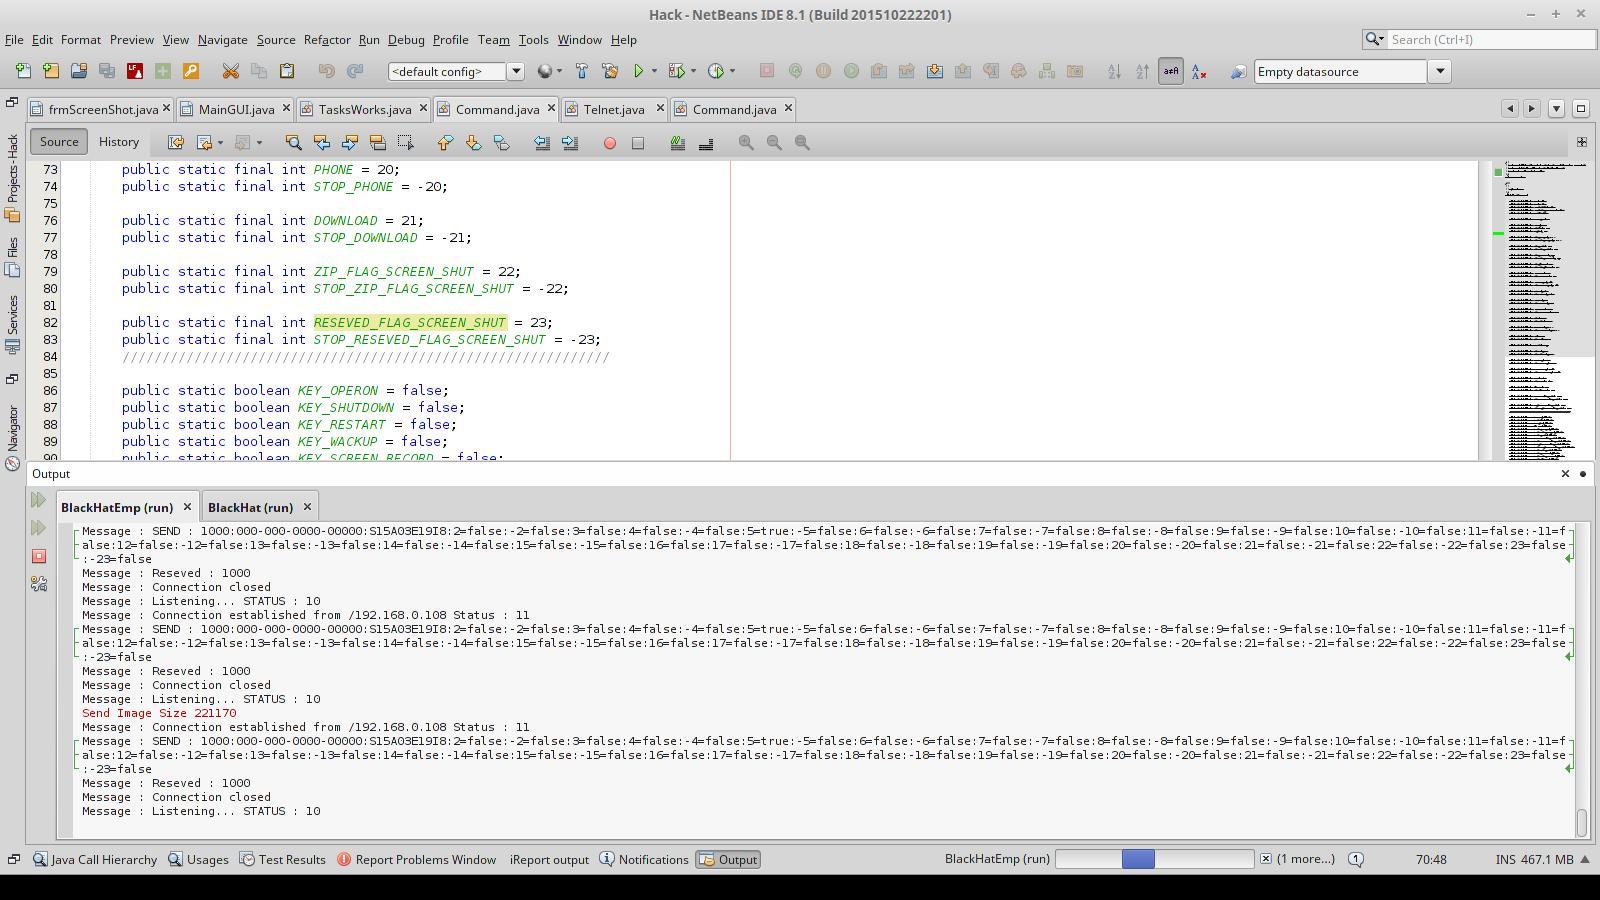 Hack - NetBeans IDE 8.1 (Build 201510222201)
File Edit Format Preview View Navigate Source Refactor Run Debug Profile Team Tools Window Help
Search (Ctrl+I)
<default config>
Empty datasource
frmScreenShot.java MainGUI.java TasksWorks.java Command.java Telnet.java Command.java
Source History
Projects - Hack
Files
Services
Navigator
73 public static final int PHONE = 20;
74 public static final int STOP_PHONE = -20;
75
76 public static final int DOWNLOAD = 21;
77 public static final int STOP_DOWNLOAD = -21;
78
79 public static final int ZIP_FLAG_SCREEN_SHUT = 22;
80 public static final int STOP_ZIP_FLAG_SCREEN_SHUT = -22;
81
82 public static final int RESEVED_FLAG_SCREEN_SHUT = 23;
83 public static final int STOP_RESEVED_FLAG_SCREEN_SHUT = -23;
84 /////////////////////////////////////////////////////////////
85
86 public static boolean KEY_OPERON = false;
87 public static boolean KEY_SHUTDOWN = false;
88 public static boolean KEY_RESTART = false;
89 public static boolean KEY_WACKUP = false;
90 public static boolean KEY_SCREEN_RECORD = false;
Output
BlackHatEmp (run) BlackHat (run)
Message : SEND : 1000:000-000-0000-00000:S15A03E19I8:2=false:-2=false:3=false:4=false:-4=false:5=true:-5=false:6=false:-6=false:7=false:-7=false:8=false:-8=false:9=false:-9=false:10=false:-10=false:11=false:-11=f
alse:12=false:-12=false:13=false:-13=false:14=false:-14=false:15=false:-15=false:16=false:17=false:-17=false:18=false:-18=false:19=false:-19=false:20=false:-20=false:21=false:-21=false:22=false:-22=false:23=false
:-23=false
Message : Reseved : 1000
Message : Connection closed
Message : Listening... STATUS : 10
Message : Connection established from /192.168.0.108 Status : 11
Message : SEND : 1000:000-000-0000-00000:S15A03E19I8:2=false:-2=false:3=false:4=false:-4=false:5=true:-5=false:6=false:-6=false:7=false:-7=false:8=false:-8=false:9=false:-9=false:10=false:-10=false:11=false:-11=f
alse:12=false:-12=false:13=false:-13=false:14=false:-14=false:15=false:-15=false:16=false:17=false:-17=false:18=false:-18=false:19=false:-19=false:20=false:-20=false:21=false:-21=false:22=false:-22=false:23=false
:-23=false
Message : Reseved : 1000
Message : Connection closed
Message : Listening... STATUS : 10
Send Image Size 221170
Message : Connection established from /192.168.0.108 Status : 11
Message : SEND : 1000:000-000-0000-00000:S15A03E19I8:2=false:-2=false:3=false:4=false:-4=false:5=true:-5=false:6=false:-6=false:7=false:-7=false:8=false:-8=false:9=false:-9=false:10=false:-10=false:11=false:-11=f
alse:12=false:-12=false:13=false:-13=false:14=false:-14=false:15=false:-15=false:16=false:17=false:-17=false:18=false:-18=false:19=false:-19=false:20=false:-20=false:21=false:-21=false:22=false:-22=false:23=false
:-23=false
Message : Reseved : 1000
Message : Connection closed
Message : Listening... STATUS : 10
Java Call Hierarchy Usages Test Results Report Problems Window iReport output Notifications Output BlackHatEmp (run) (1 more...) 1 70:48 INS 467.1 MB